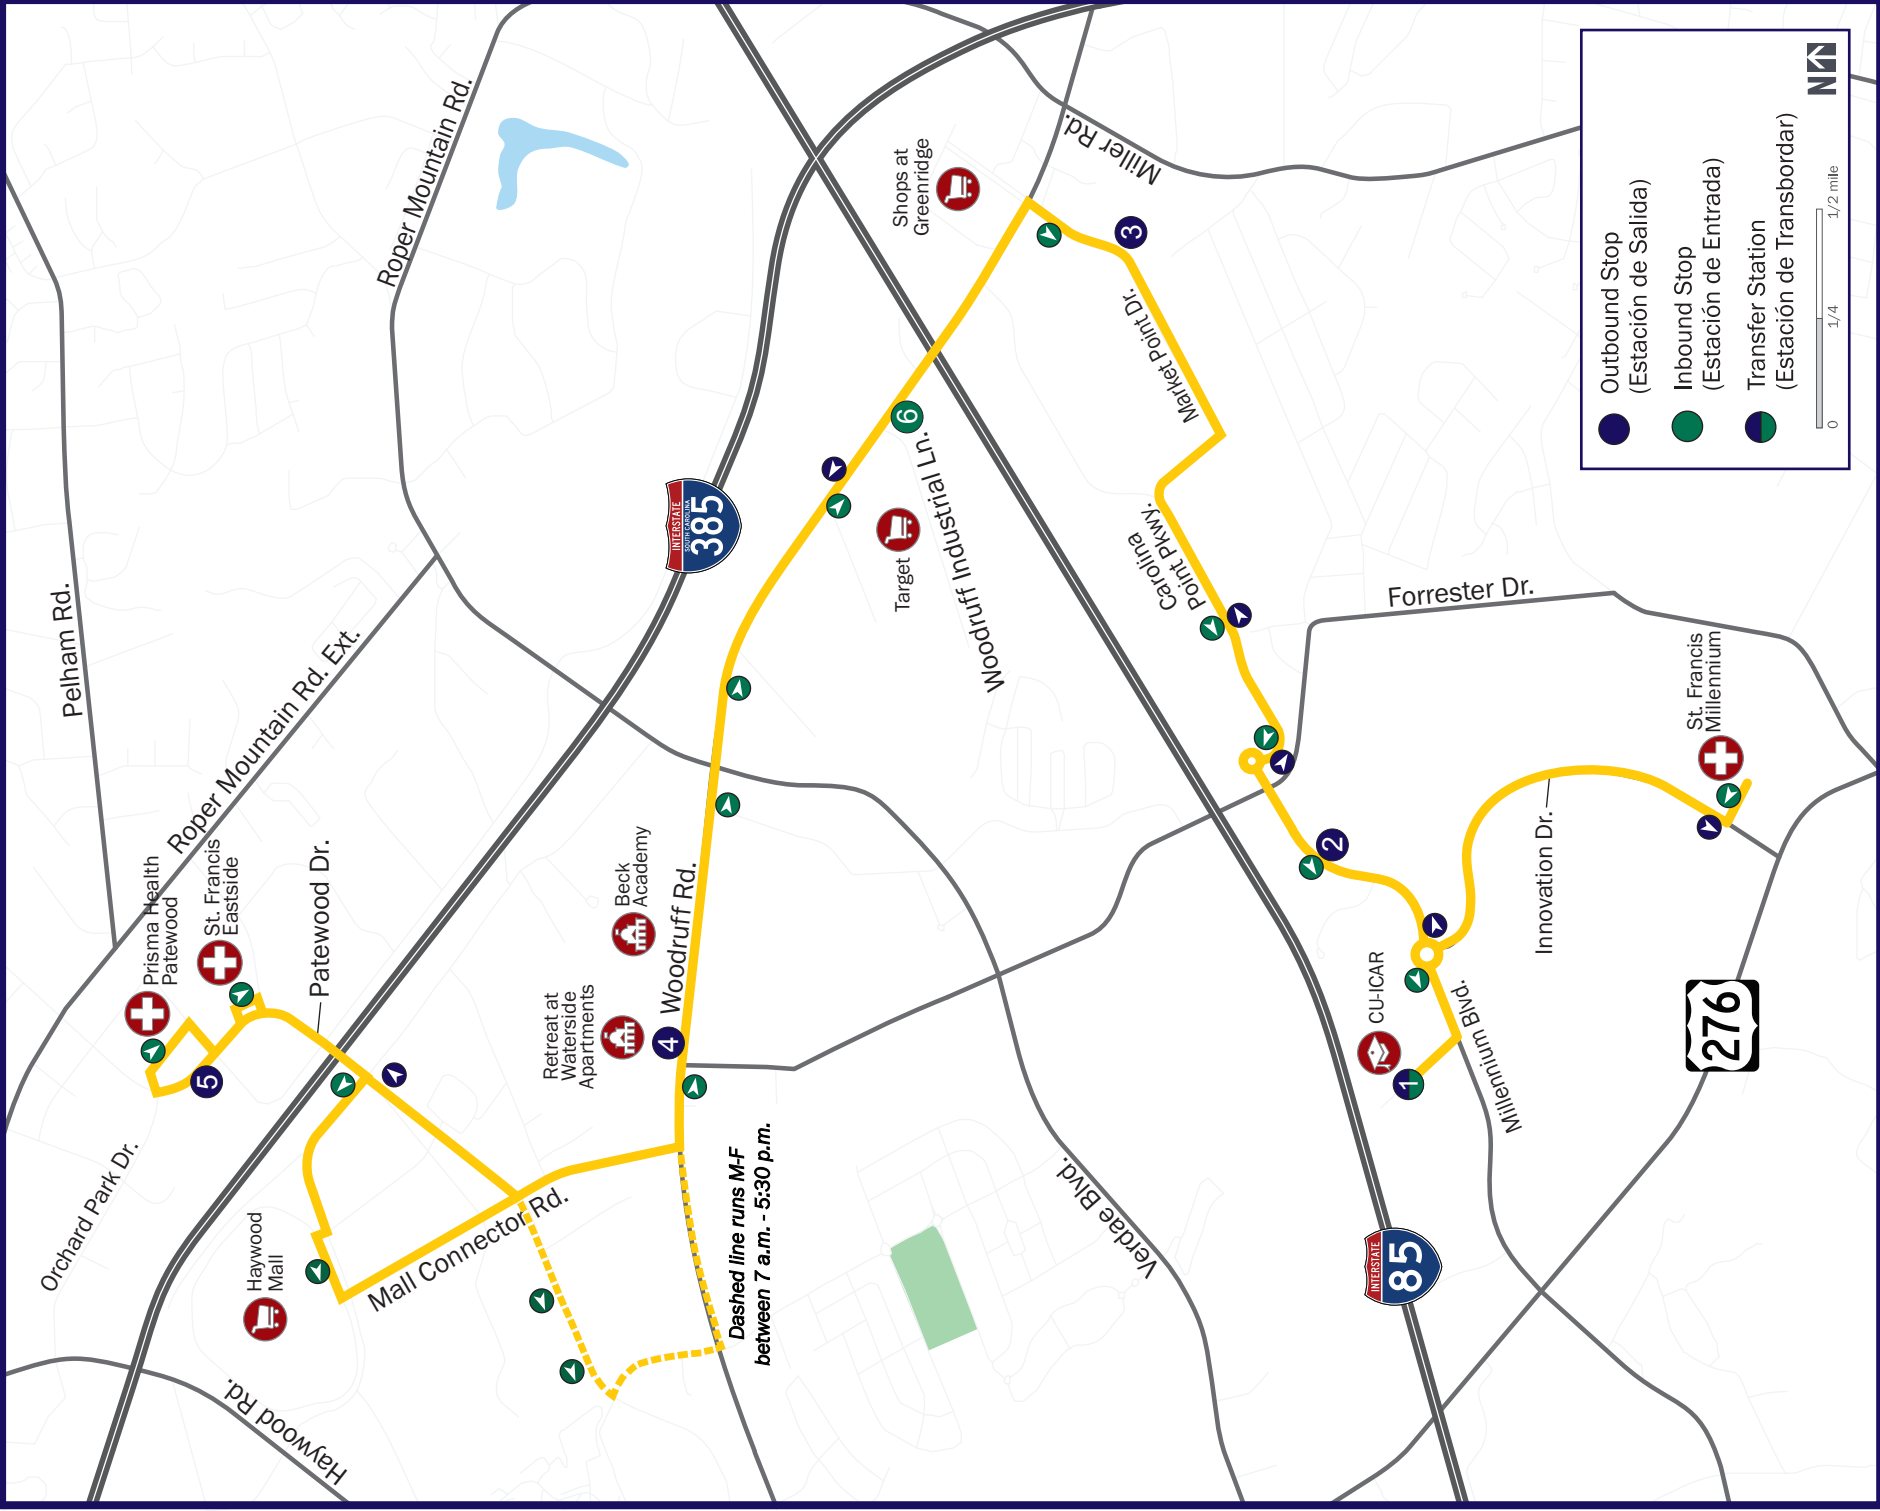 Pelham Rd.
Roper Mountain Rd.
Roper Mountain Rd. Ext.
Prisma Health
Patewood
St. Francis
Eastside
Patewood Dr.
Orchard Park Dr.
Haywood
Mall
Haywood Rd.
Mall Connector Rd.
5
INTERSTATE
SOUTH CAROLINA
385
Retreat at
Waterside
Apartments
Beck
Academy
4
Woodruff Rd.
Dashed line runs M-F
between 7 a.m. - 5:30 p.m.
Target
6
Woodruff Industrial Ln.
Shops at
Greenridge
Miller Rd.
3
Market Point Dr.
Carolina
Point Pkwy.
Verdae Blvd.
2
Forrester Dr.
CU-ICAR
1
Millennium Blvd.
Innovation Dr.
St. Francis
Millennium
INTERSTATE
85
276
Outbound Stop
(Estación de Salida)
Inbound Stop
(Estación de Entrada)
Transfer Station
(Estación de Transbordar)
0 1/4 1/2 mile
N